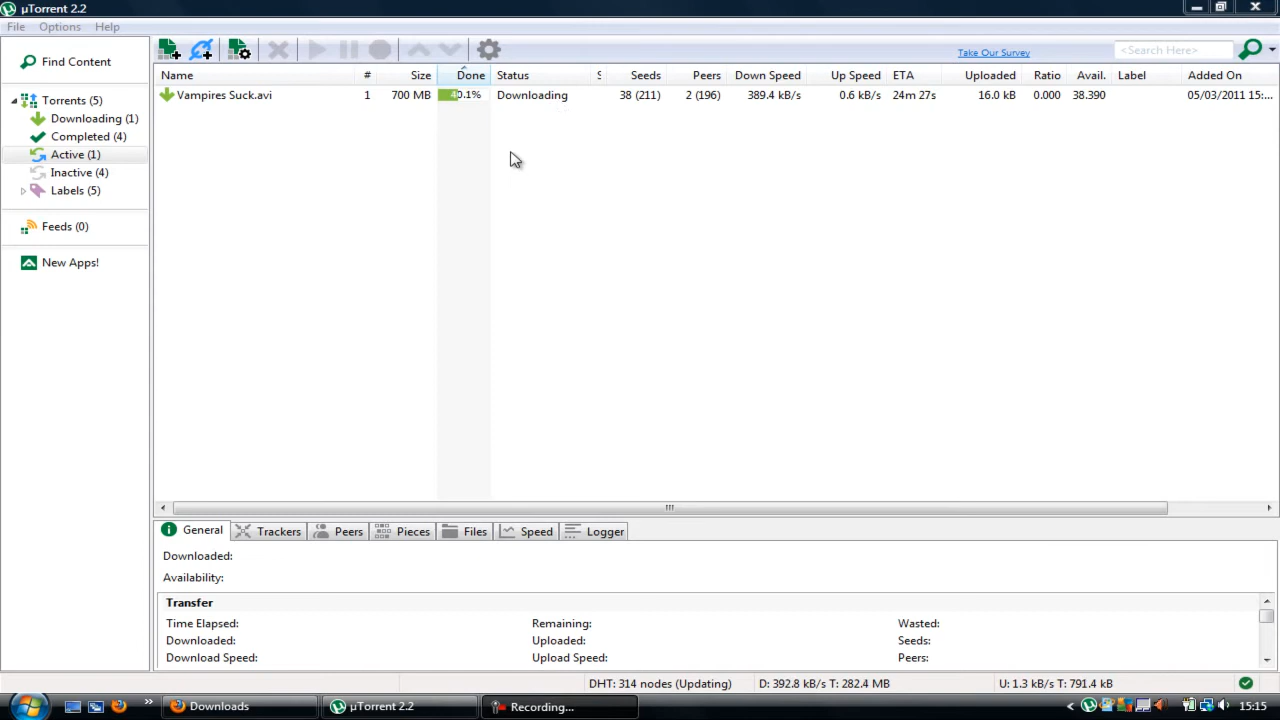 µTorrent 2.2
File Options Help
Find Content
Take Our Survey
<Search Here>
Torrents (5)
Downloading (1)
Completed (4)
Active (1)
Inactive (4)
Labels (5)
Feeds (0)
New Apps!
Name # Size Done Status S Seeds Peers Down Speed Up Speed ETA Uploaded Ratio Avail. Label Added On
Vampires Suck.avi 1 700 MB 40.1% Downloading 38 (211) 2 (196) 389.4 kB/s 0.6 kB/s 24m 27s 16.0 kB 0.000 38.390 05/03/2011 15:...
General Trackers Peers Pieces Files Speed Logger
Downloaded:
Availability:
Transfer
Time Elapsed: Remaining: Wasted:
Downloaded: Uploaded: Seeds:
Download Speed: Upload Speed: Peers:
DHT: 314 nodes (Updating) D: 392.8 kB/s T: 282.4 MB U: 1.3 kB/s T: 791.4 kB
Downloads µTorrent 2.2 Recording... 15:15